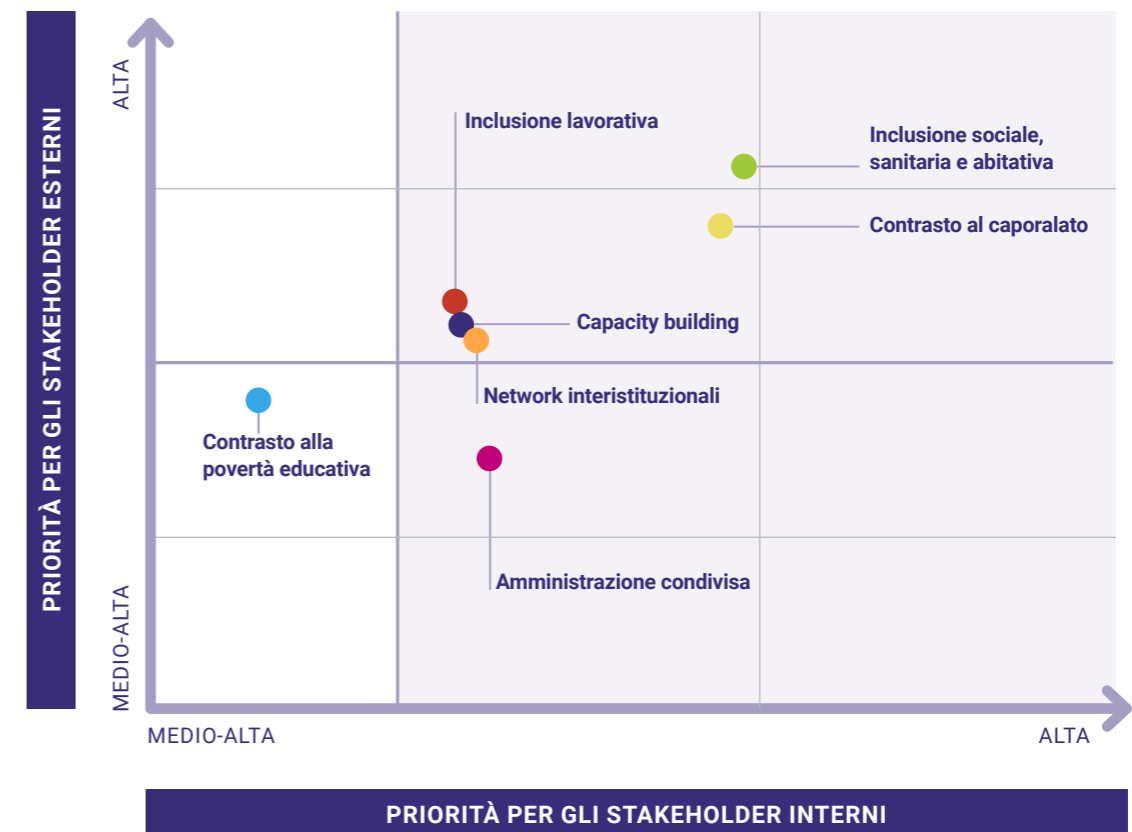 PRIORITÀ PER GLI STAKEHOLDER ESTERNI
ALTA
MEDIO-ALTA
Inclusione lavorativa
Inclusione sociale,
sanitaria e abitativa
Contrasto al caporalato
Capacity building
Network interistituzionali
Contrasto alla
povertà educativa
Amministrazione condivisa
MEDIO-ALTA
ALTA
PRIORITÀ PER GLI STAKEHOLDER INTERNI